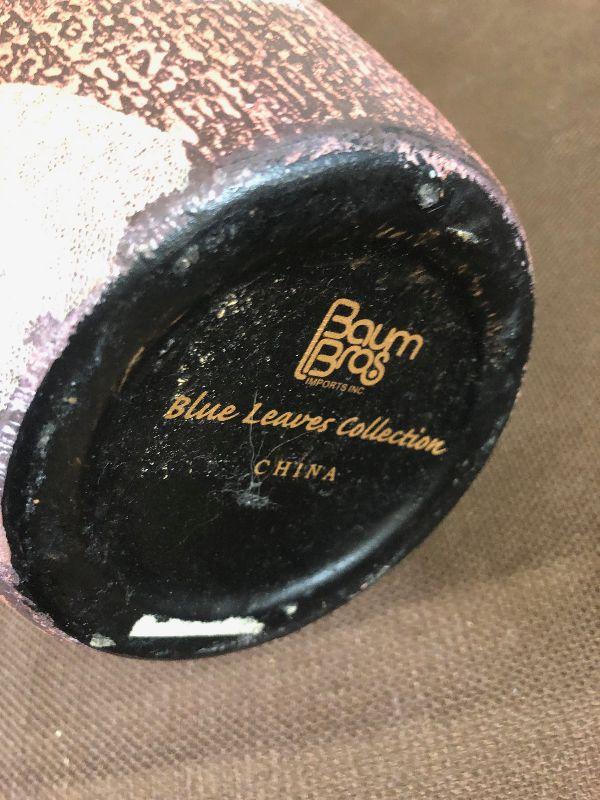 Baum
Bros.
IMPORTS INC.
Blue Leaves Collection
CHINA